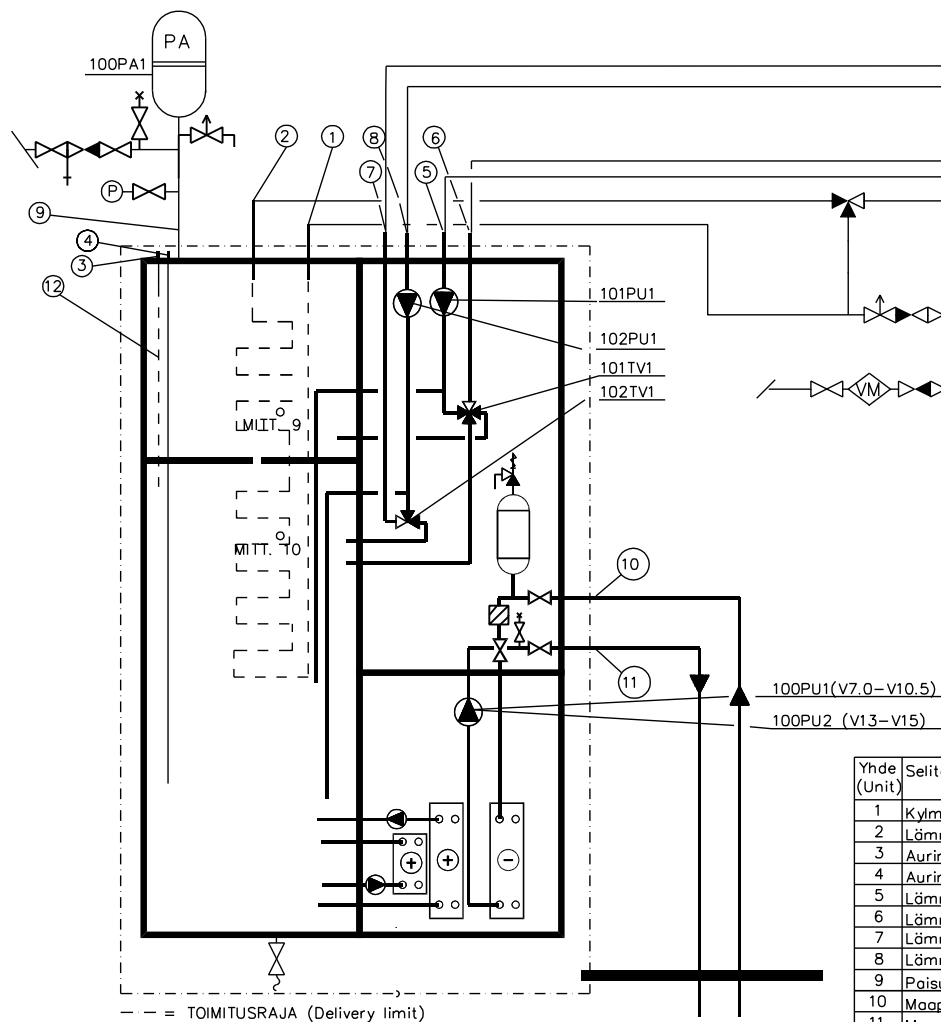 PA
100PA1
2
1
8
6
7
5
P
9
4
3
12
101PU1
102PU1
101TV1
102TV1
VM
MITT. 9
MITT. 10
10
11
100PU1(V7.0-V10.5)
100PU2 (V13-V15)
+
+
-
Yhde
(Unit)
1
2
3
4
5
6
7
8
9
10
11
TOIMITUSRAJA (Delivery limit)